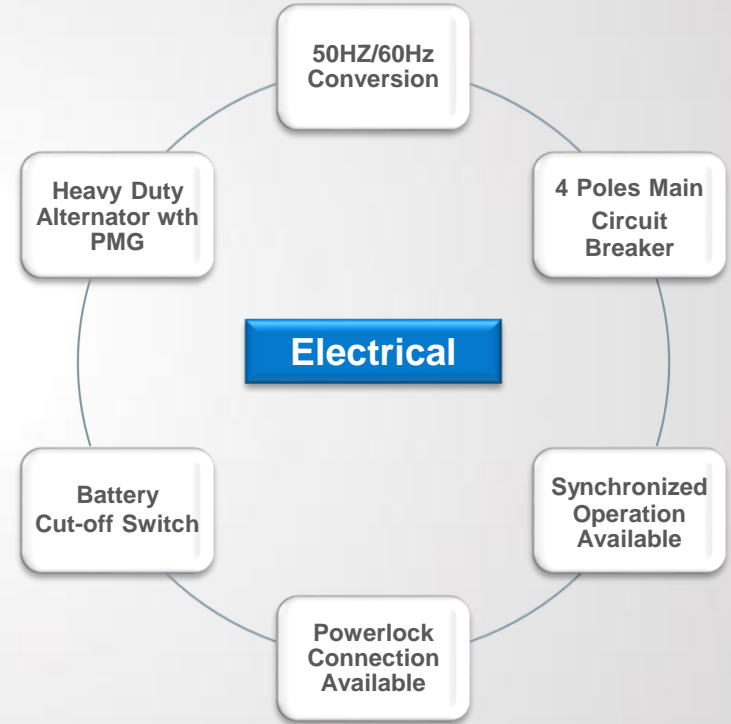 50HZ/60Hz
Conversion
Heavy Duty
Alternator wth
PMG
4 Poles Main
Circuit
Breaker
Electrical
Battery
Cut-off Switch
Synchronized
Operation
Available
Powerlock
Connection
Available